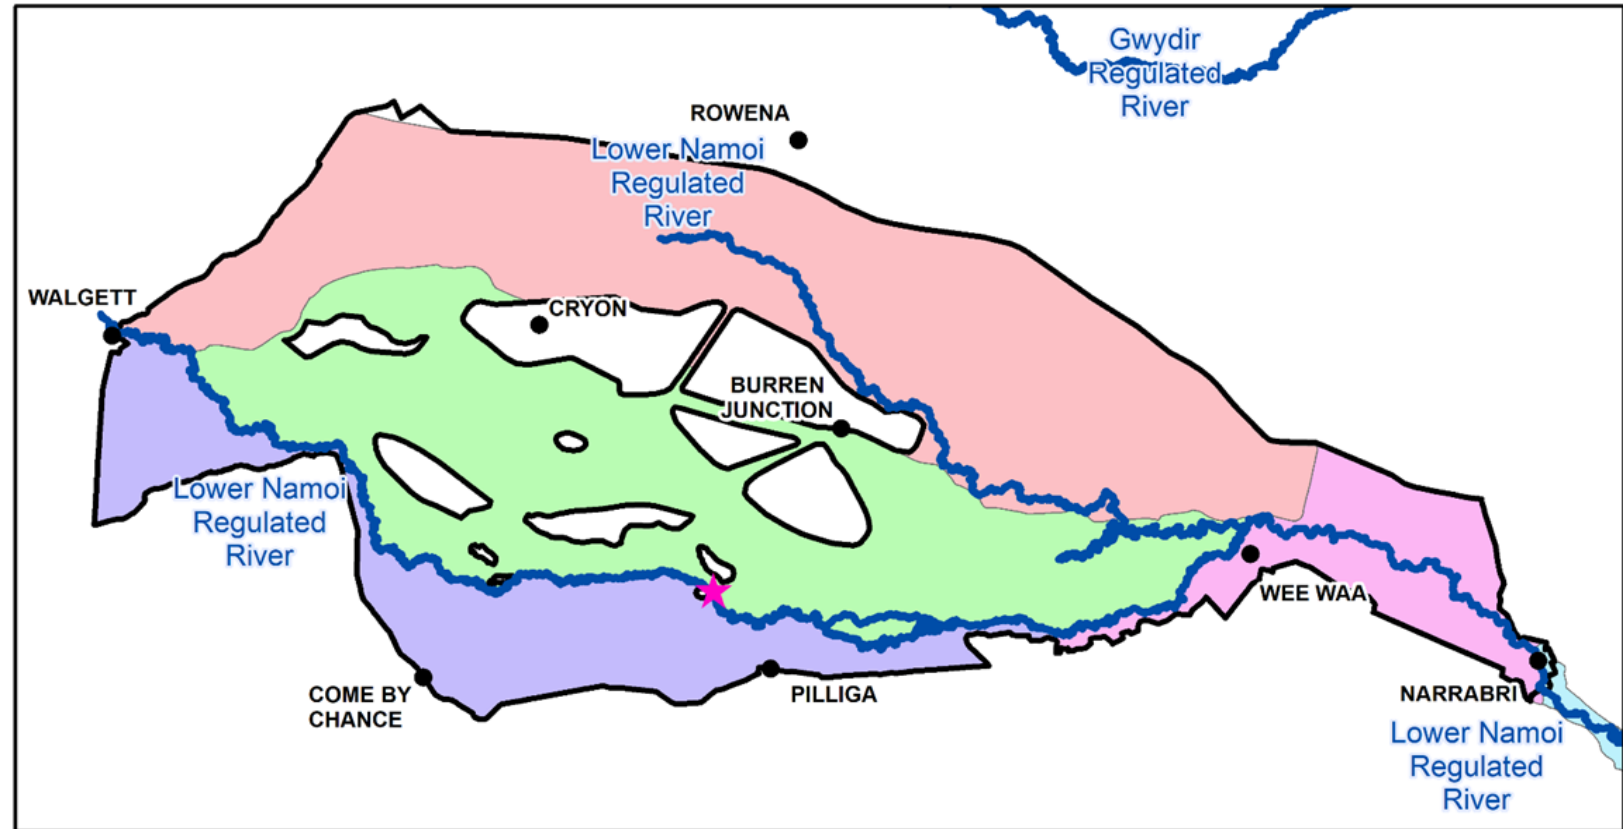 Gwydir
Regulated
River
ROWENA
Lower Namoi
Regulated
River
WALGETT
CRYON
BURREN
JUNCTION
Lower Namoi
Regulated
River
WEE WAA
COME BY
CHANCE
PILLIGA
NARRABRI
Lower Namoi
Regulated
River